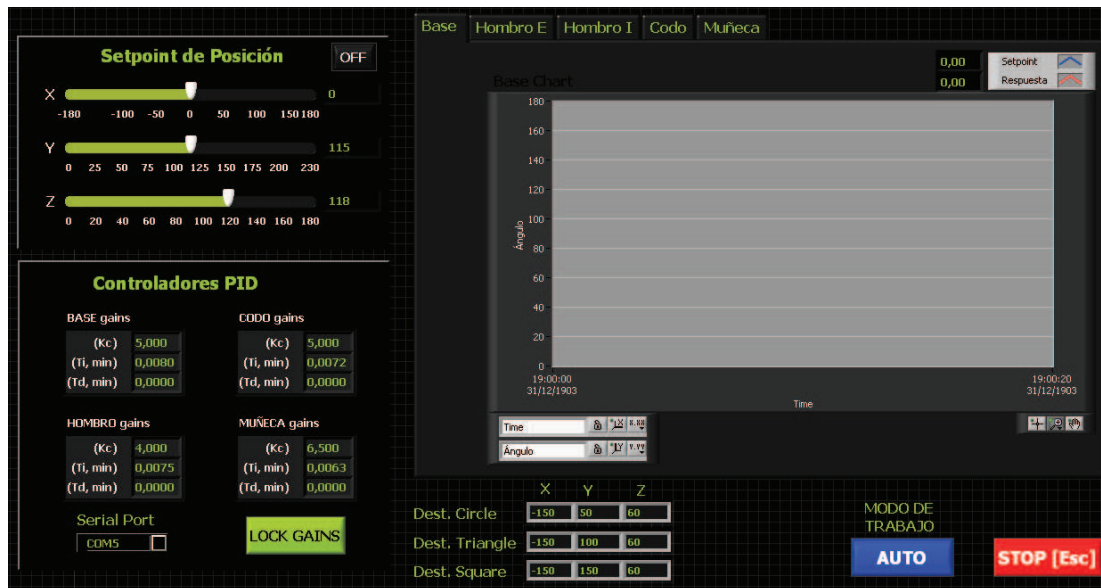 Setpoint de Posición
OFF
X
0
-180 -100 -50 0 50 100 150 180
Y
115
0 25 50 75 100 125 150 175 200 230
Z
118
0 20 40 60 80 100 120 140 160 180
Controladores PID
BASE gains
(Kc) 5,000
(Ti, min) 0,0080
(Td, min) 0,0000
CODO gains
(Kc) 5,000
(Ti, min) 0,0072
(Td, min) 0,0000
HOMBRO gains
(Kc) 4,000
(Ti, min) 0,0075
(Td, min) 0,0000
MUÑECA gains
(Kc) 6,500
(Ti, min) 0,0063
(Td, min) 0,0000
Serial Port
COM5
LOCK GAINS
Base Hombro E Hombro I Codo Muñeca
0,00 Setpoint
0,00 Respuesta
Base Chart
180
160
140
120
100
80
60
40
20
0
Ángulo
19:00:00
31/12/1903
19:00:20
31/12/1903
Time
Time
Ángulo
X Y Z
Dest. Circle -150 50 60
Dest. Triangle -150 100 60
Dest. Square -150 150 60
MODO DE
TRABAJO
AUTO
STOP [Esc]